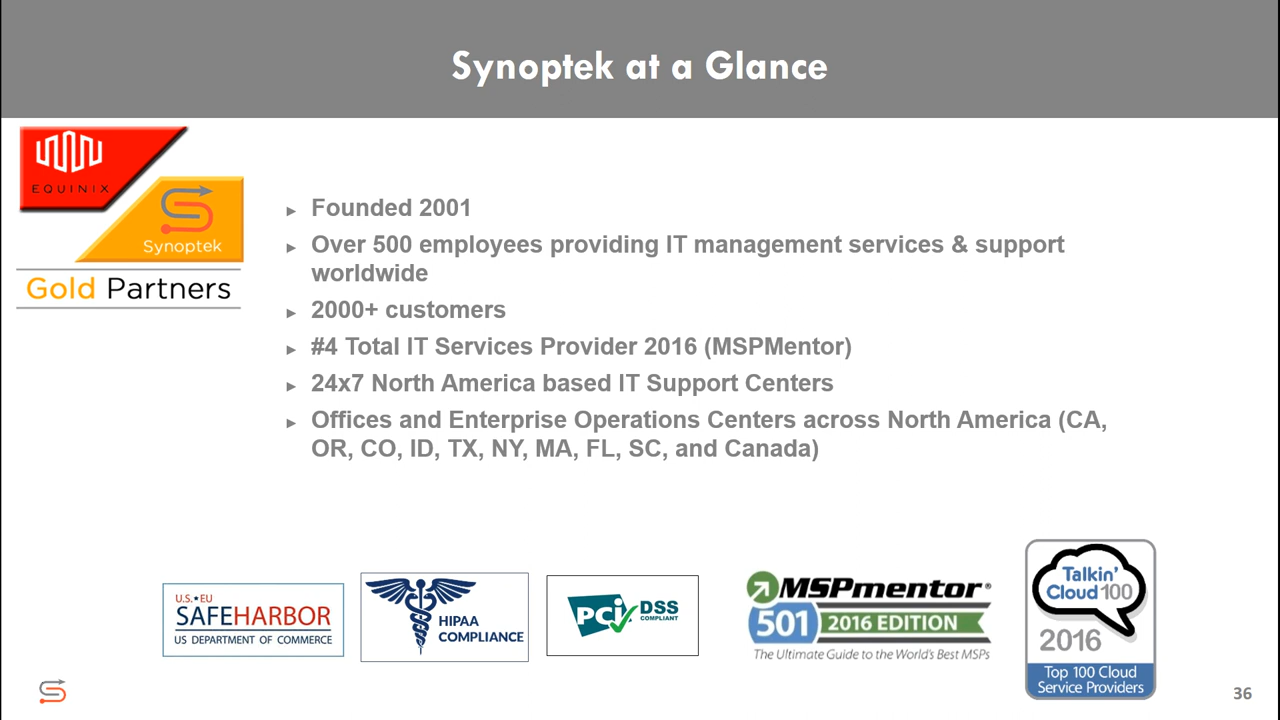 Synoptek at a Glance
EQUINIX
Synoptek
Gold Partners
► Founded 2001
► Over 500 employees providing IT management services & support
worldwide
► 2000+ customers
► #4 Total IT Services Provider 2016 (MSPMentor)
► 24x7 North America based IT Support Centers
► Offices and Enterprise Operations Centers across North America (CA,
OR, CO, ID, TX, NY, MA, FL, SC, and Canada)
U.S.★EU
SAFEHARBOR
US DEPARTMENT OF COMMERCE
HIPAA
COMPLIANCE
PCi DSS
COMPLIANT
MSPmentor®
501 2016 EDITION
The Ultimate Guide to the World's Best MSPs
Talkin'
Cloud 100
2016
Top 100 Cloud
Service Providers
36